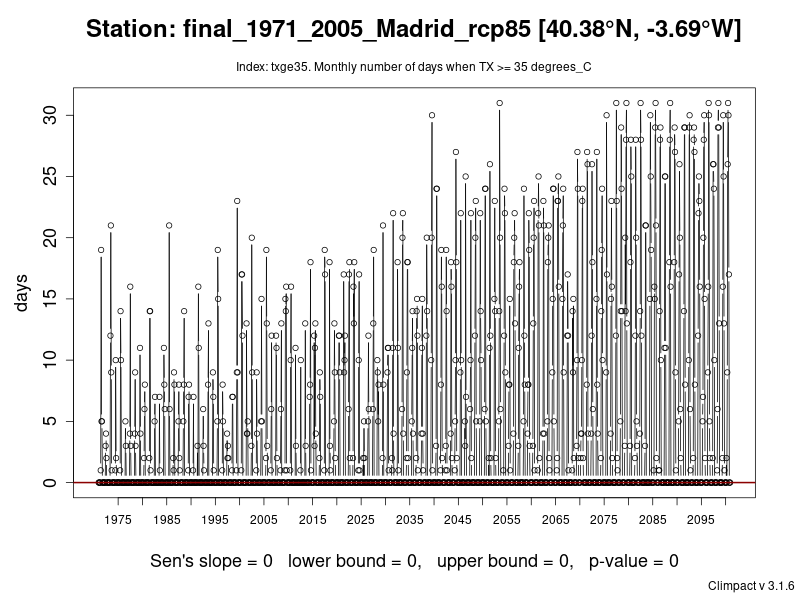 Station: final_1971_2005_Madrid_rcp85 [40.38°N, -3.69°W]
Index: txge35. Monthly number of days when TX >= 35 degrees_C
days
30
25
20
15
10
5
0
1975 1985 1995 2005 2015 2025 2035 2045 2055 2065 2075 2085 2095
Sen's slope = 0 lower bound = 0, upper bound = 0, p-value = 0
Climpact v 3.1.6